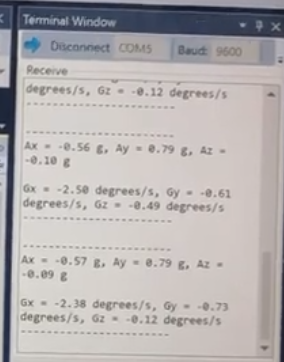 Terminal Window
Disconnect COM5 Baud: 9600
Receive
degrees/s, Gz = -0.12 degrees/s
----------------------
----------------------
Ax = -0.56 g, Ay = 0.79 g, Az =
-0.10 g
Gx = -2.50 degrees/s, Gy = -0.61
degrees/s, Gz = -0.49 degrees/s
----------------------
----------------------
Ax = -0.57 g, Ay = 0.79 g, Az =
-0.09 g
Gx = -2.38 degrees/s, Gy = -0.73
degrees/s, Gz = -0.12 degrees/s
----------------------